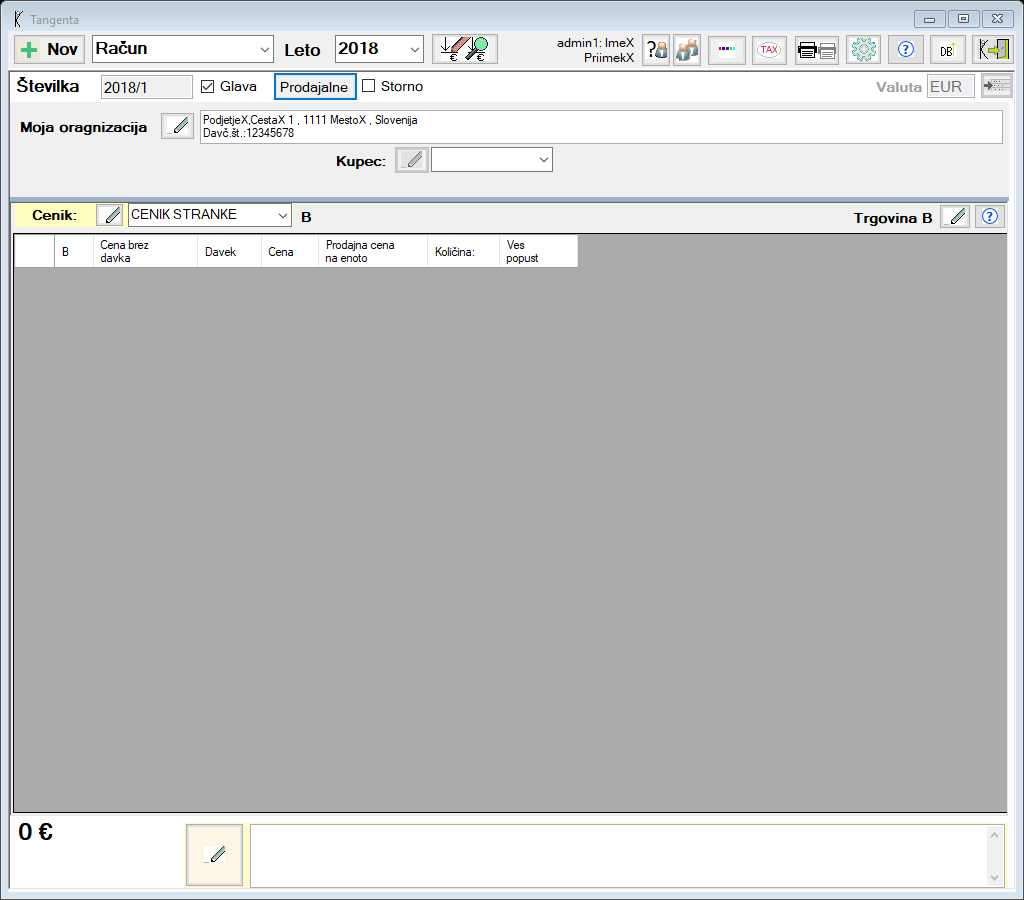 Tangenta
Nov Račun Leto 2018 admin1: ImeX
PriimekX
TAX DB
Številka 2018/1 Glava Prodajalne Storno Valuta EUR
Moja oragnizacija PodjetjeX,CestaX 1 , 1111 MestoX , Slovenija
Davč.št.:12345678
Kupec:
Cenik: CENIK STRANKE B Trgovina B
B Cena brez davka Davek Cena Prodajna cena na enoto Količina: Ves popust
0 €